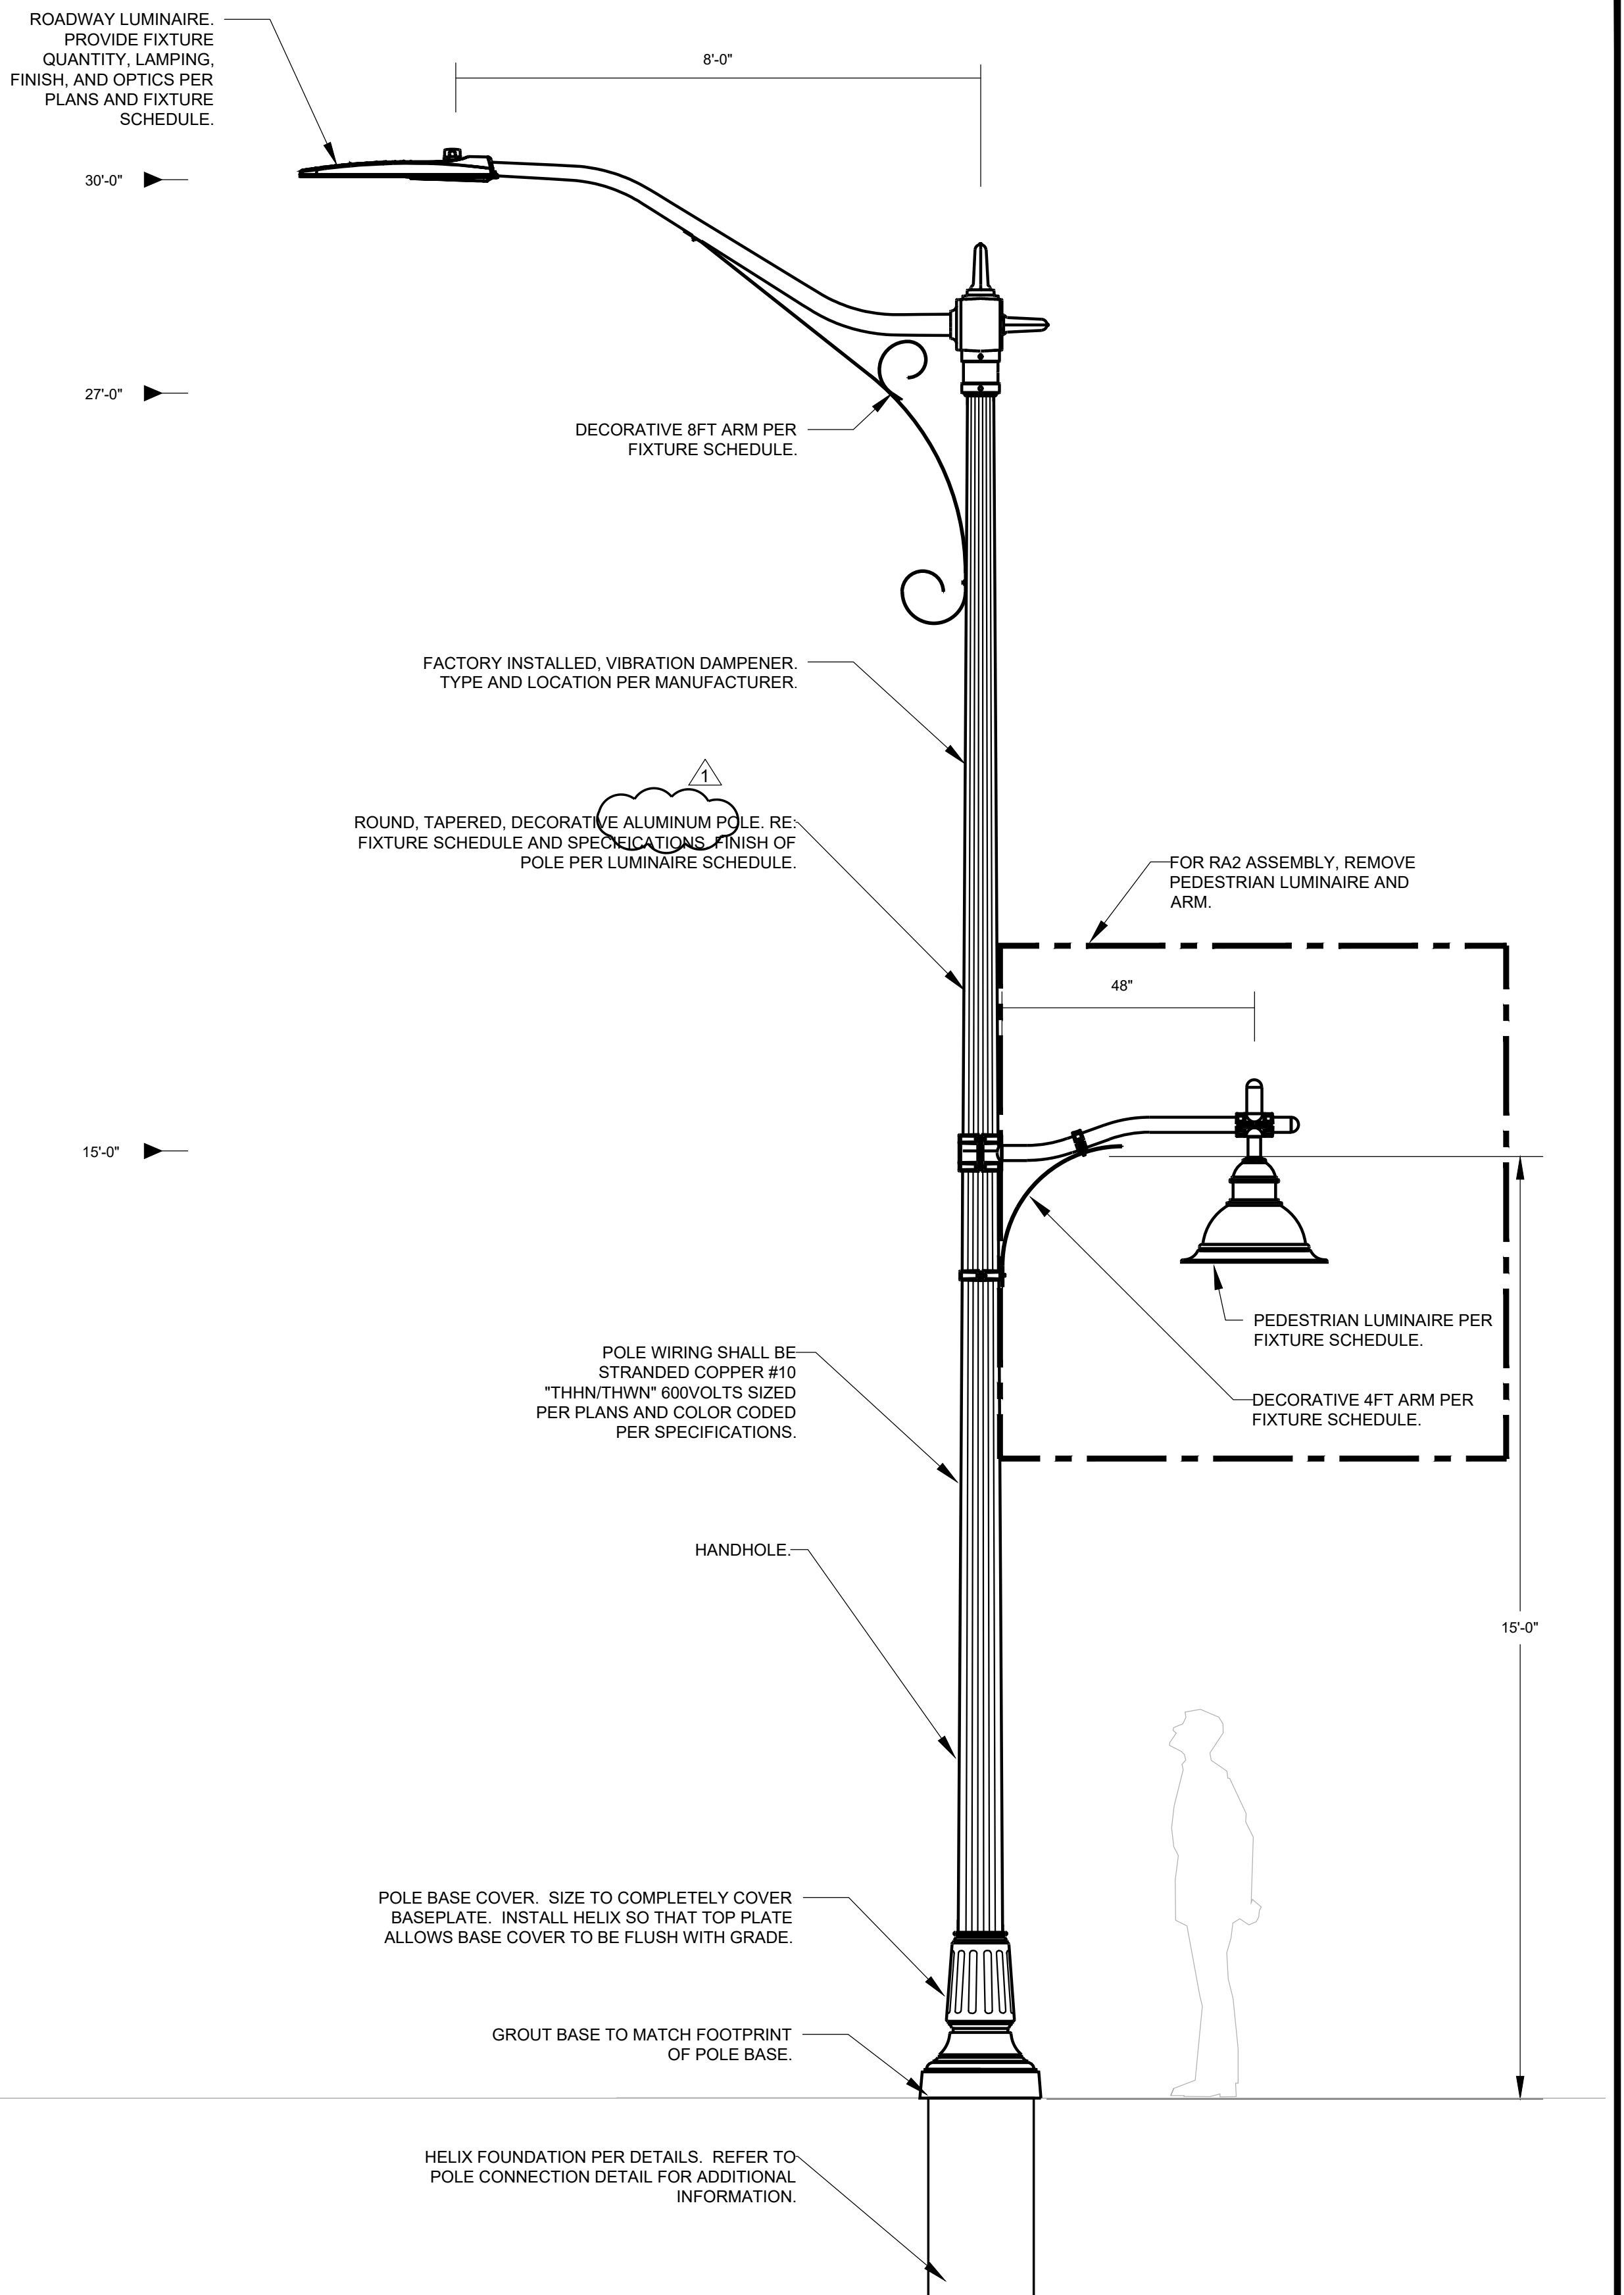 ROADWAY LUMINAIRE.
PROVIDE FIXTURE
QUANTITY, LAMPING,
FINISH, AND OPTICS PER
PLANS AND FIXTURE
SCHEDULE.
8'-0"
30'-0"
27'-0"
DECORATIVE 8FT ARM PER
FIXTURE SCHEDULE.
FACTORY INSTALLED, VIBRATION DAMPENER.
TYPE AND LOCATION PER MANUFACTURER.
1
ROUND, TAPERED, DECORATIVE ALUMINUM POLE. RE:
FIXTURE SCHEDULE AND SPECIFICATIONS. FINISH OF
POLE PER LUMINAIRE SCHEDULE.
FOR RA2 ASSEMBLY, REMOVE
PEDESTRIAN LUMINAIRE AND
ARM.
48"
15'-0"
PEDESTRIAN LUMINAIRE PER
FIXTURE SCHEDULE.
POLE WIRING SHALL BE
STRANDED COPPER #10
"THHN/THWN" 600VOLTS SIZED
PER PLANS AND COLOR CODED
PER SPECIFICATIONS.
DECORATIVE 4FT ARM PER
FIXTURE SCHEDULE.
HANDHOLE.
15'-0"
POLE BASE COVER. SIZE TO COMPLETELY COVER
BASEPLATE. INSTALL HELIX SO THAT TOP PLATE
ALLOWS BASE COVER TO BE FLUSH WITH GRADE.
GROUT BASE TO MATCH FOOTPRINT
OF POLE BASE.
HELIX FOUNDATION PER DETAILS. REFER TO
POLE CONNECTION DETAIL FOR ADDITIONAL
INFORMATION.